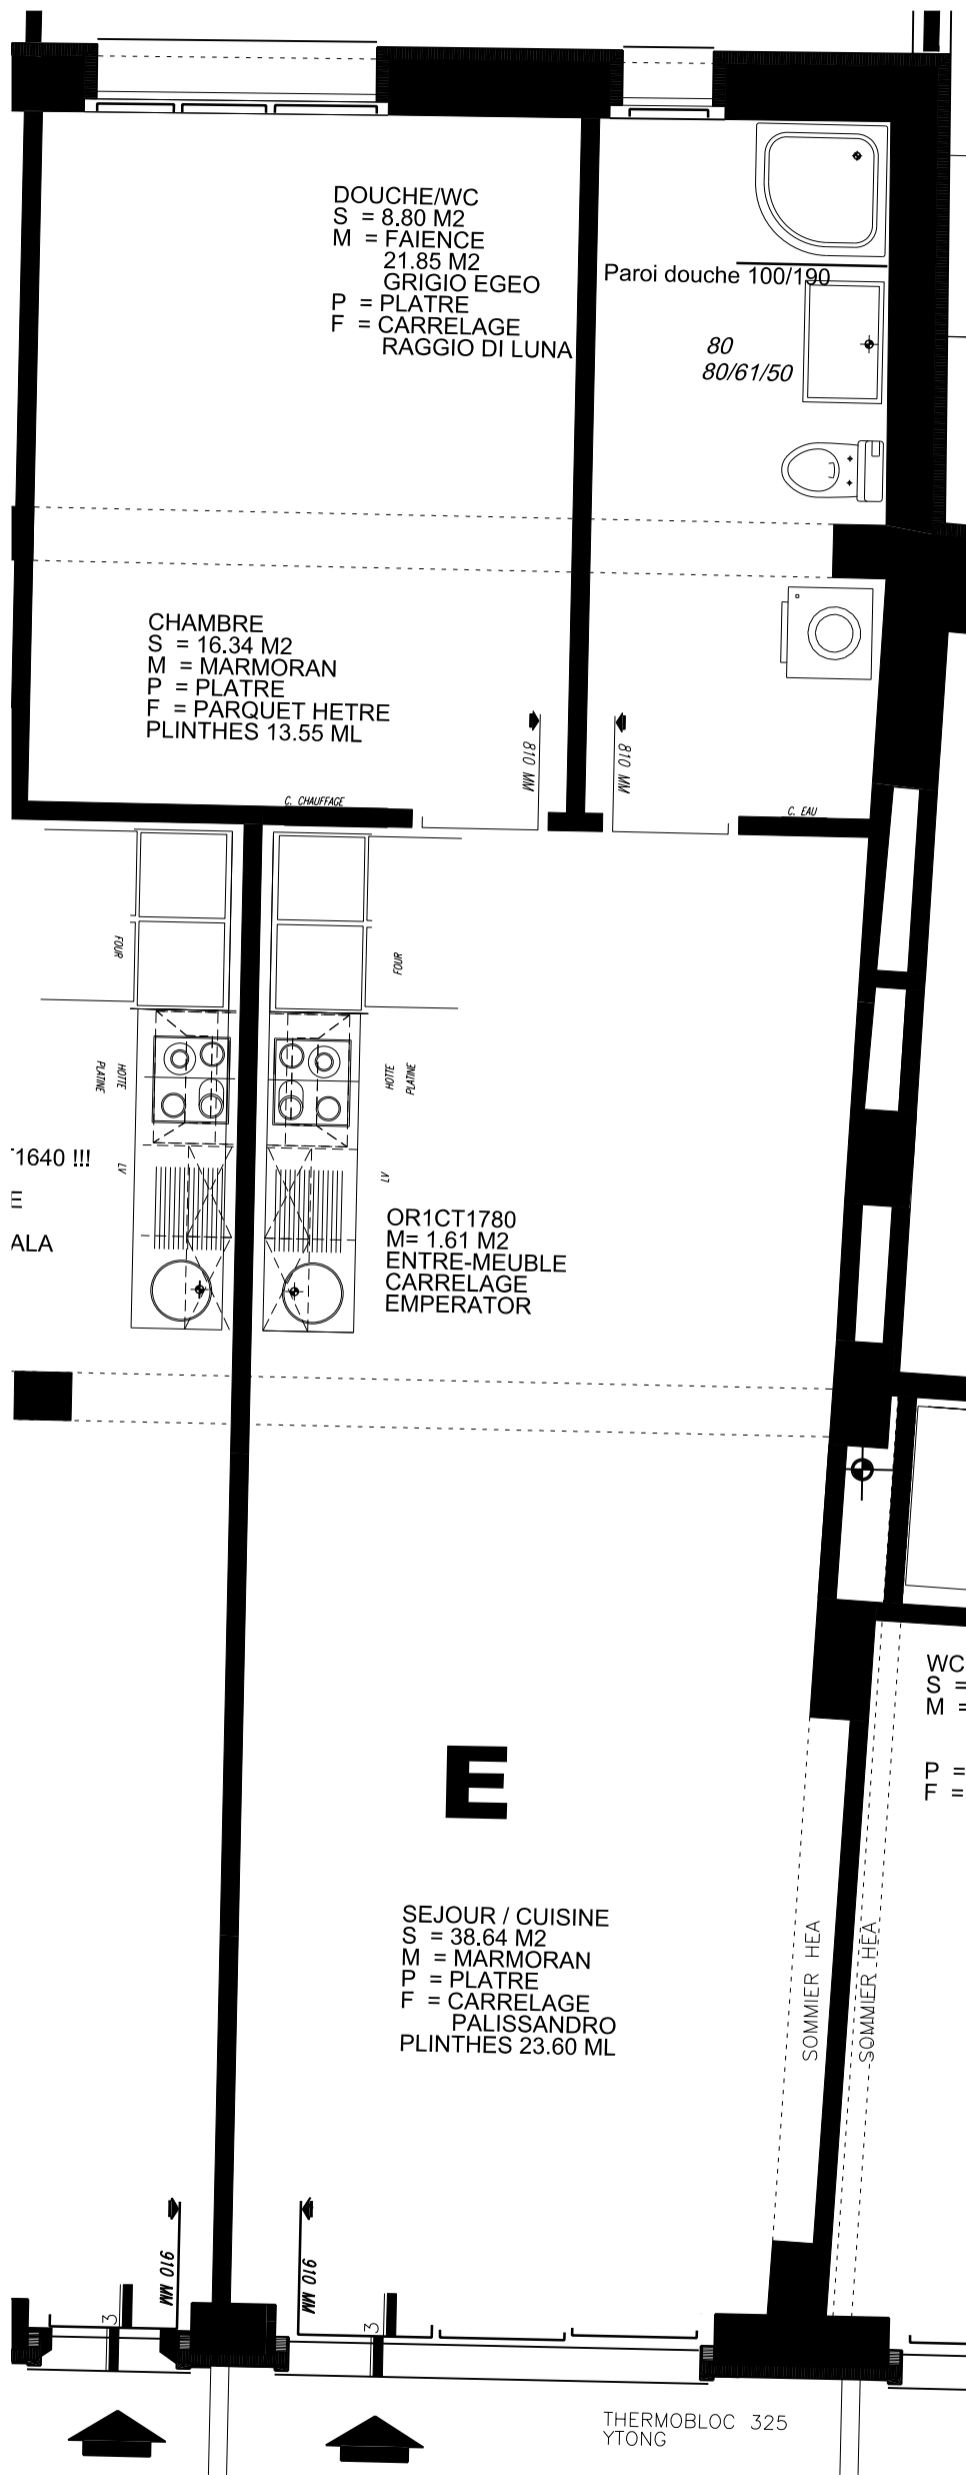 DOUCHE/WC
S = 8.80 M2
M = FAIENCE
21.85 M2
GRIGIO EGEO
P = PLATRE
F = CARRELAGE
RAGGIO DI LUNA
Paroi douche 100/190
80
80/61/50
CHAMBRE
S = 16.34 M2
M = MARMORAN
P = PLATRE
F = PARQUET HETRE
PLINTHES 13.55 ML
810 MM
810 MM
C. CHAUFFAGE
C. EAU
FOUR
FOUR
PLATINE
HOTTE
HOTTE
PLATINE
LV
LV
1640 !!!
E
ALA
OR1CT1780
M= 1.61 M2
ENTRE-MEUBLE
CARRELAGE
EMPERATOR
WC
S =
M =
P =
F =
E
SEJOUR / CUISINE
S = 38.64 M2
M = MARMORAN
P = PLATRE
F = CARRELAGE
PALISSANDRO
PLINTHES 23.60 ML
SOMMIER HEA
SOMMIER HEA
910 MM
910 MM
3
3
THERMOBLOC 325
YTONG